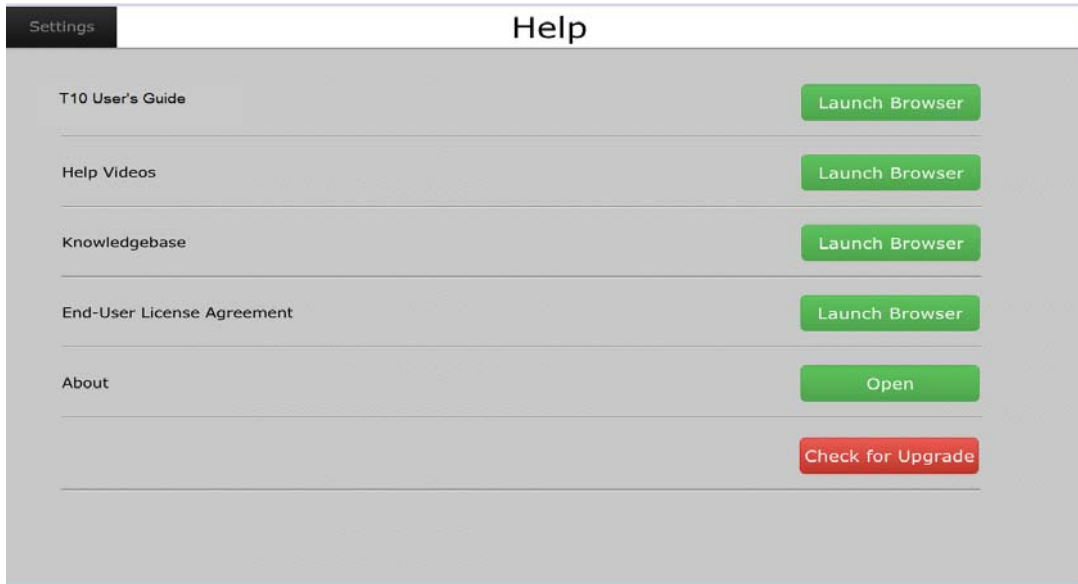 Settings
Help
T10 User's Guide
Launch Browser
Help Videos
Launch Browser
Knowledgebase
Launch Browser
End-User License Agreement
Launch Browser
About
Open
Check for Upgrade